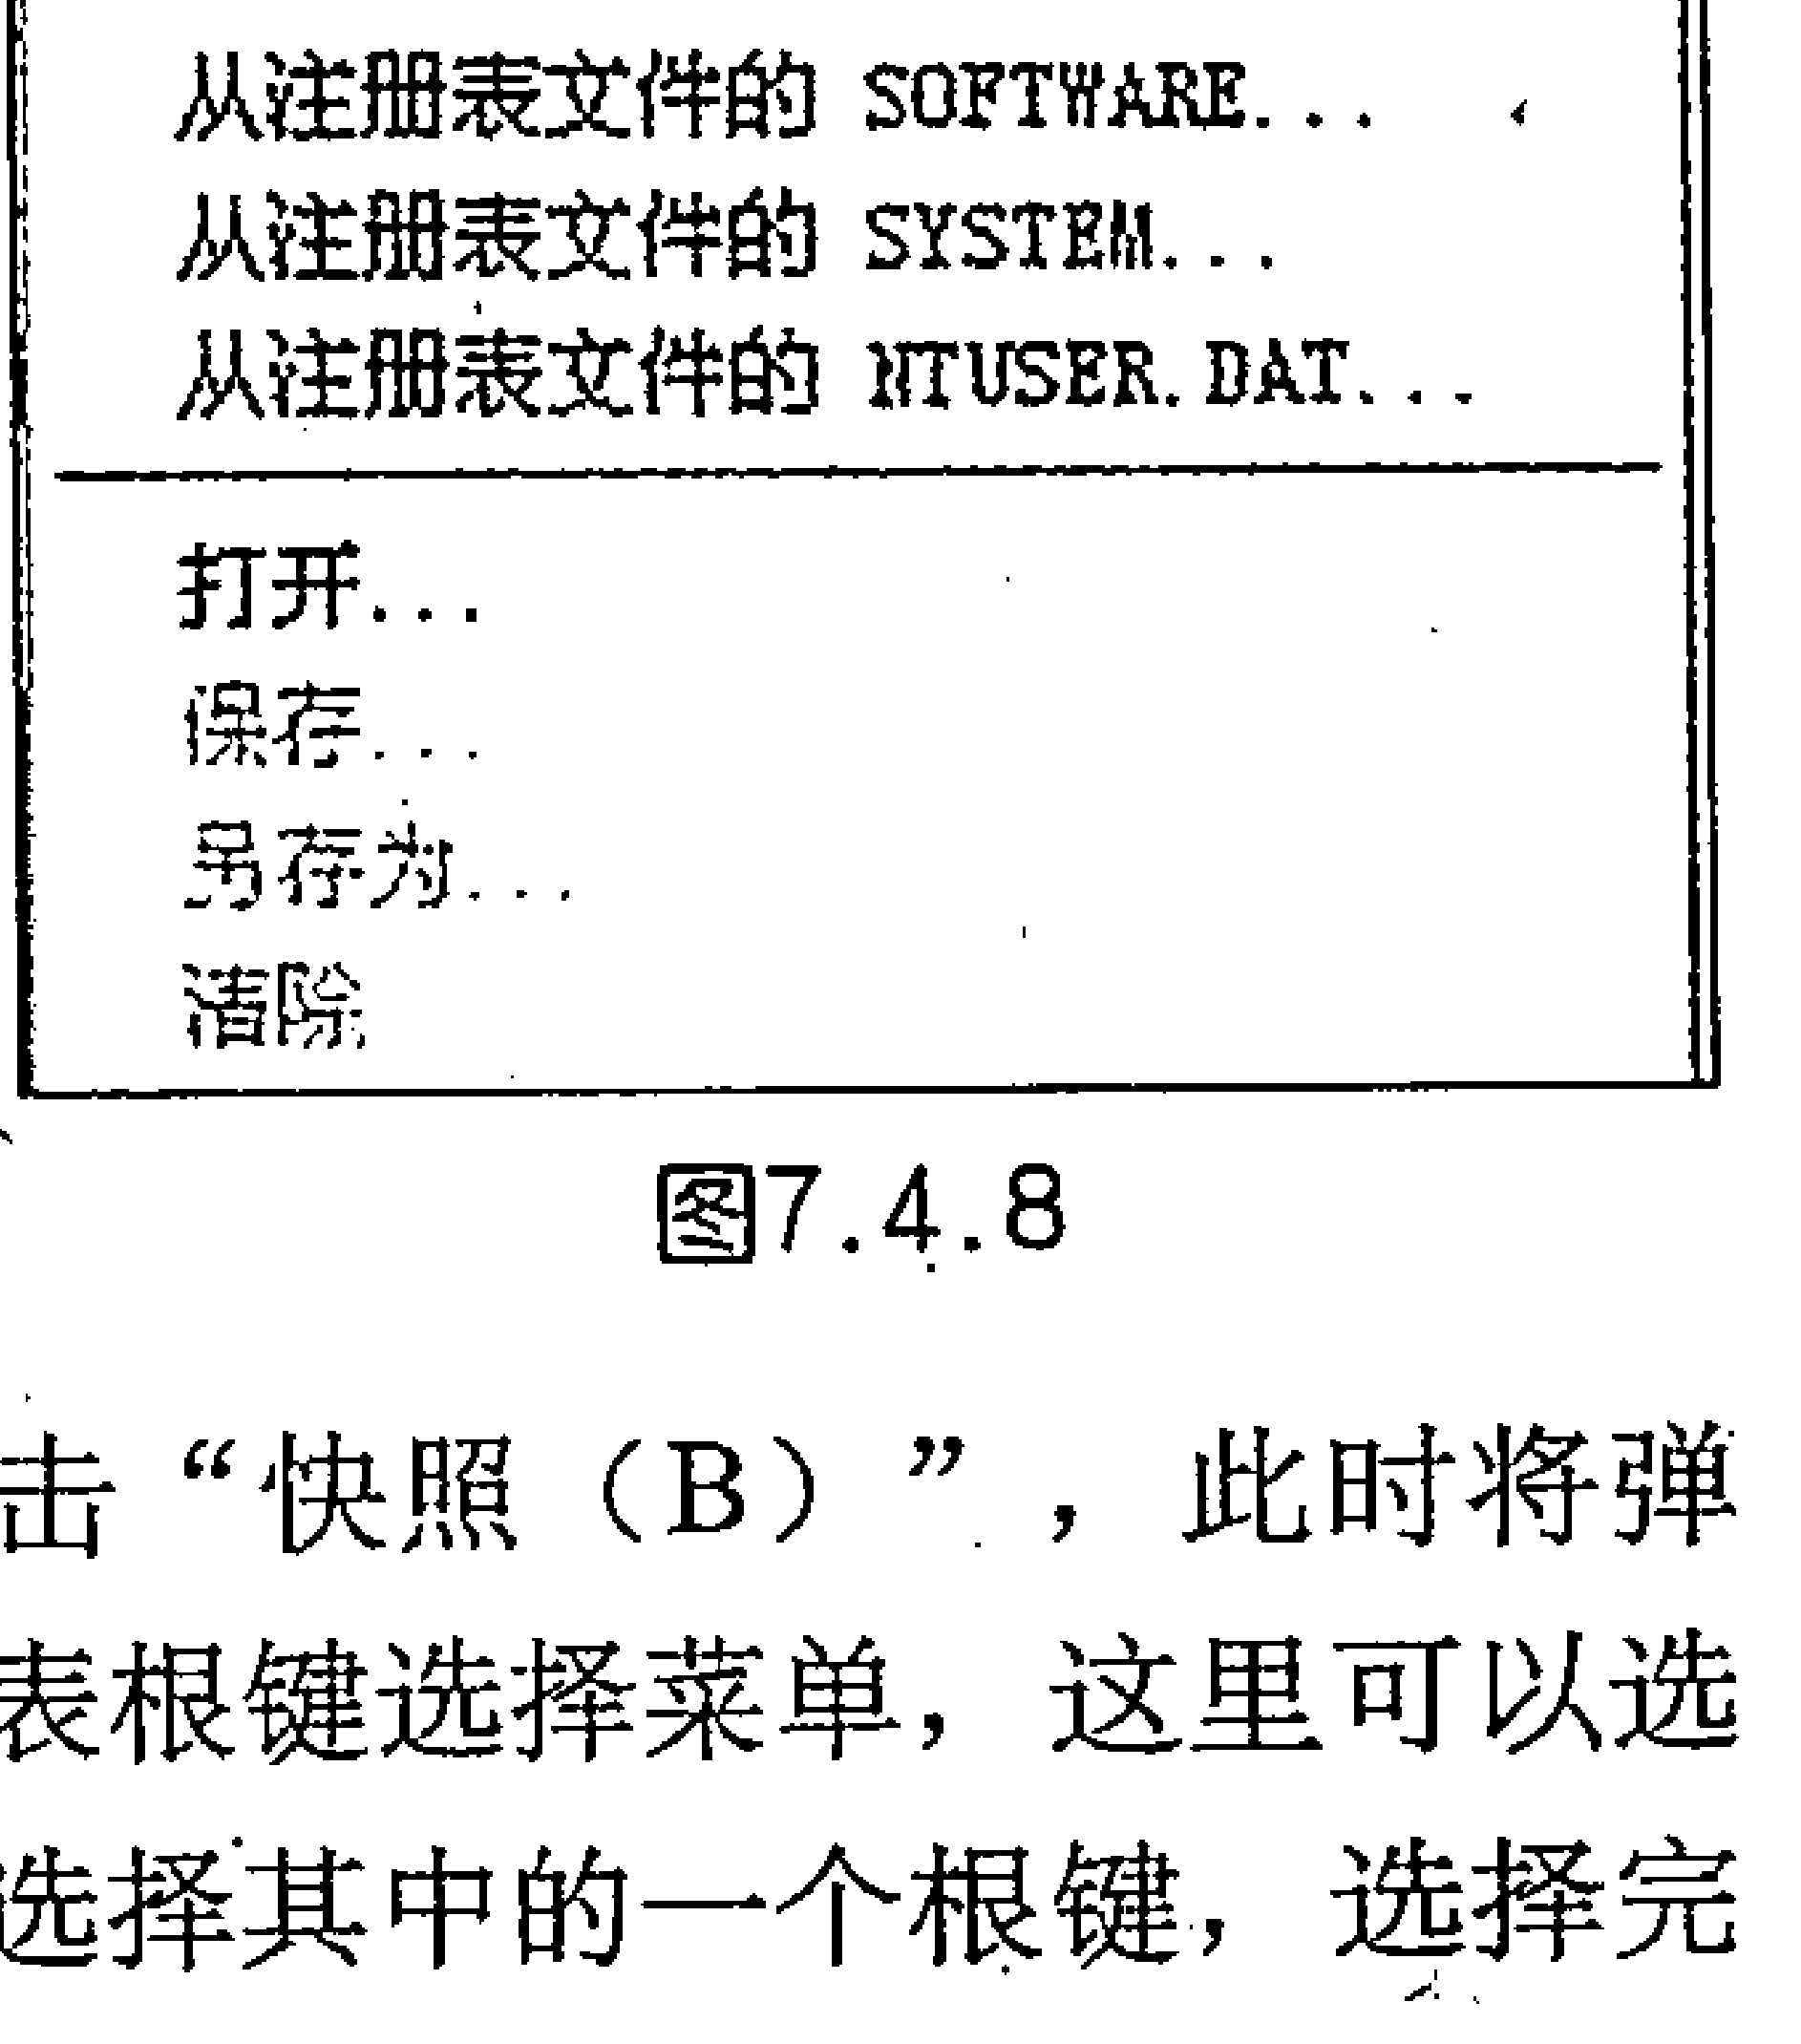 从注册表文件的 SOFTWARE...
从注册表文件的 SYSTEM...
从注册表文件的 NTUSER.DAT...
打开...
保存...
另存为...
清除
图7.4.8
击“快照（B）”，此时将弹
表根键选择菜单，这里可以选
选择其中的一个根键，选择完